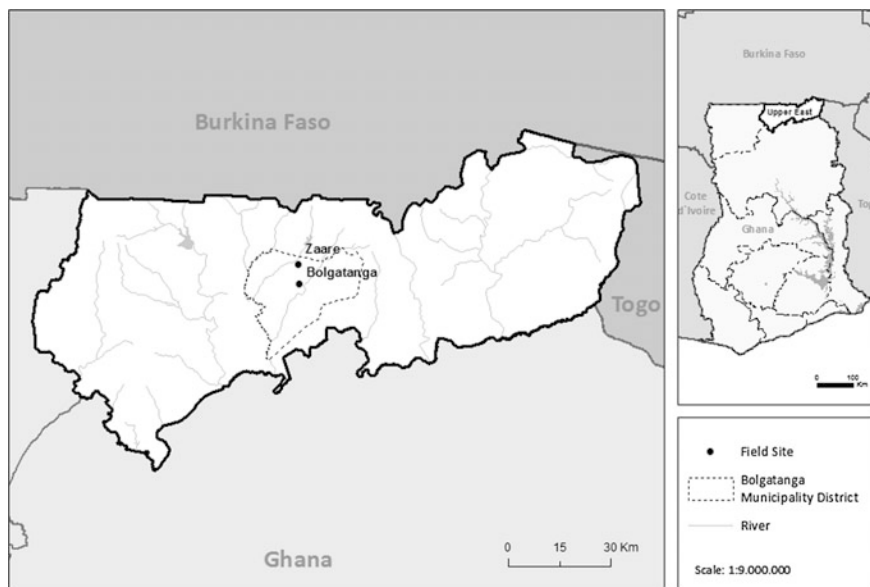 Burkina Faso
Zaare
Bolgatanga
Togo
Ghana
0 15 30 Km
Burkina Faso
Upper East
Cote
d'Ivoire
Ghana
To
0 100
Km
Field Site
Bolgatanga
Municipality District
River
Scale: 1:9.000.000